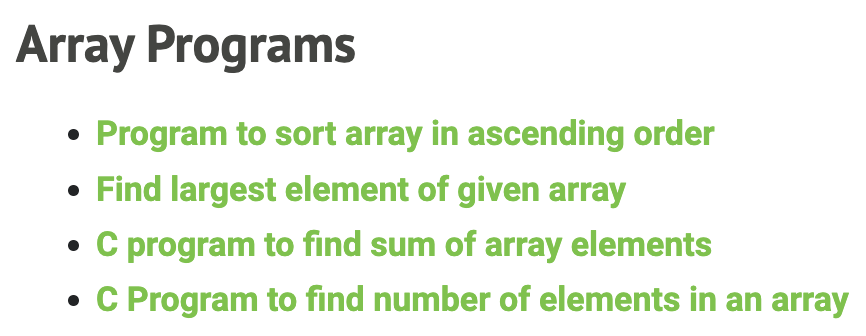 Array Programs
Program to sort array in ascending order
Find largest element of given array
C program to find sum of array elements
C Program to find number of elements in an array